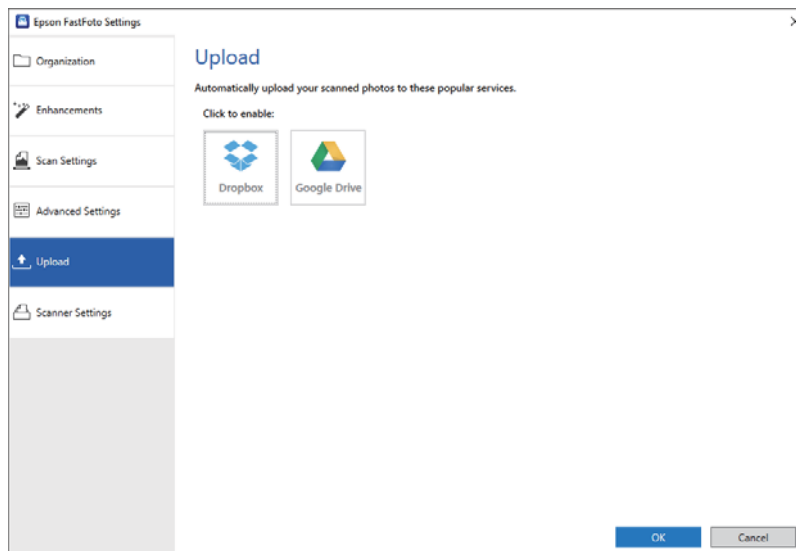 Epson FastFoto Settings
Organization
Enhancements
Scan Settings
Advanced Settings
Upload
Scanner Settings
Upload
Automatically upload your scanned photos to these popular services.
Click to enable:
Dropbox
Google Drive
OK
Cancel